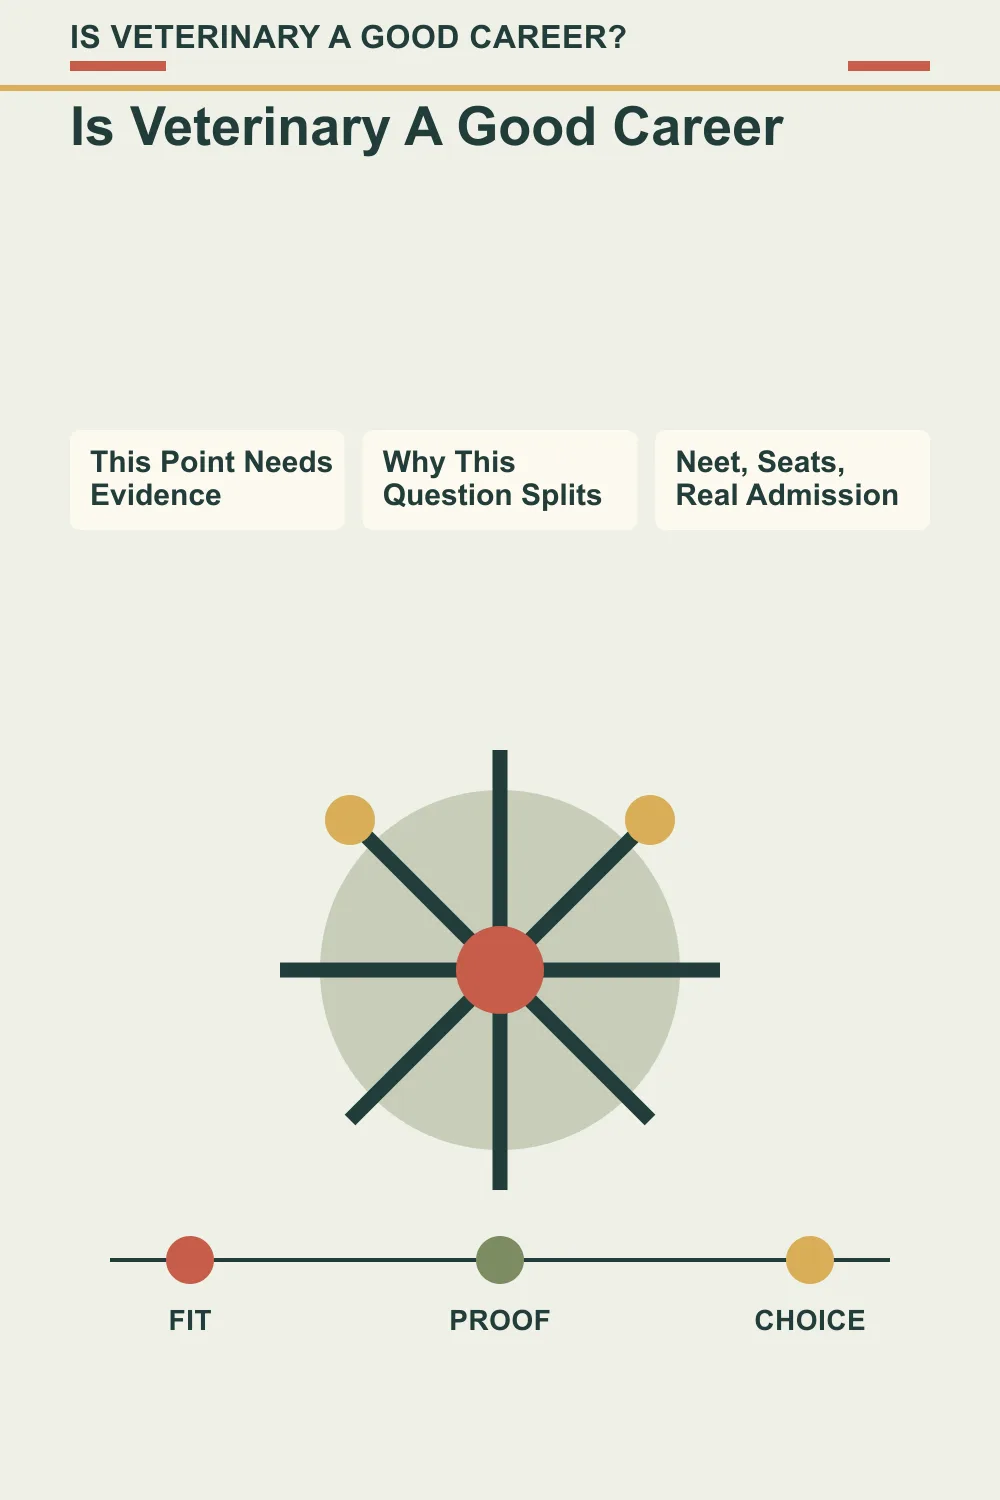 IS VETERINARY A GOOD CAREER?
Is Veterinary A Good Career
This Point Needs
Evidence
Why This
Question Splits
Neet, Seats,
Real Admission
FIT
PROOF
CHOICE